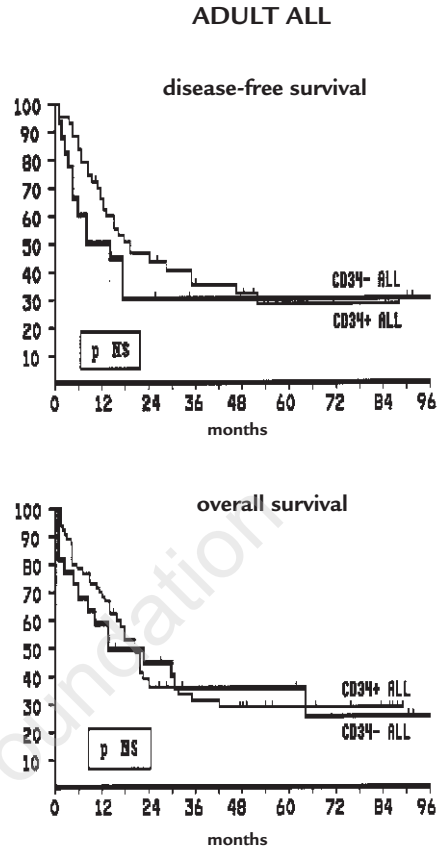 ADULT ALL
disease-free survival
100
90
80
70
60
50
40
30
20
10
CD34- ALL
CD34+ ALL
p NS
0 12 24 36 48 60 72 84 96
months
overall survival
100
90
80
70
60
50
40
30
20
10
CD34+ ALL
CD34- ALL
p NS
0 12 24 36 48 60 72 84 96
months
oundation